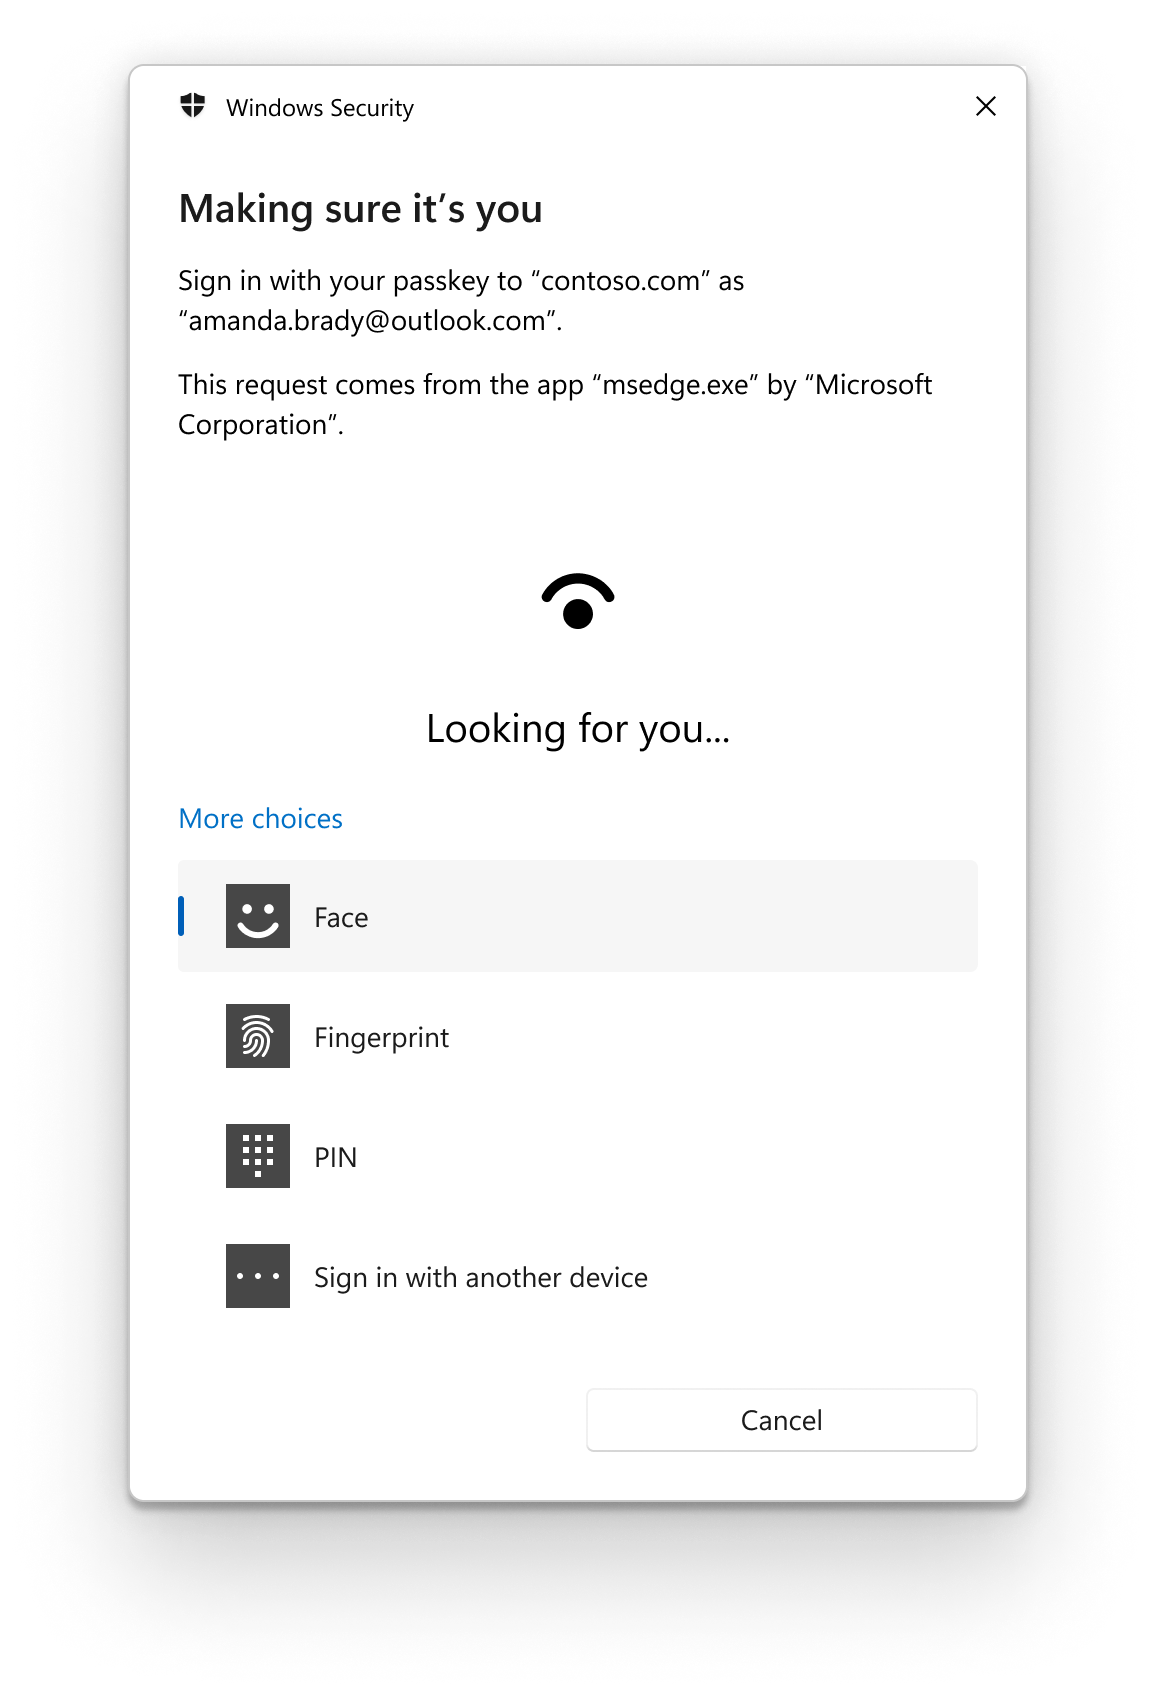 Windows Security
Making sure it’s you
Sign in with your passkey to “contoso.com” as
“amanda.brady@outlook.com”.
This request comes from the app “msedge.exe” by “Microsoft
Corporation”.
Looking for you...
More choices
Face
Fingerprint
PIN
Sign in with another device
Cancel